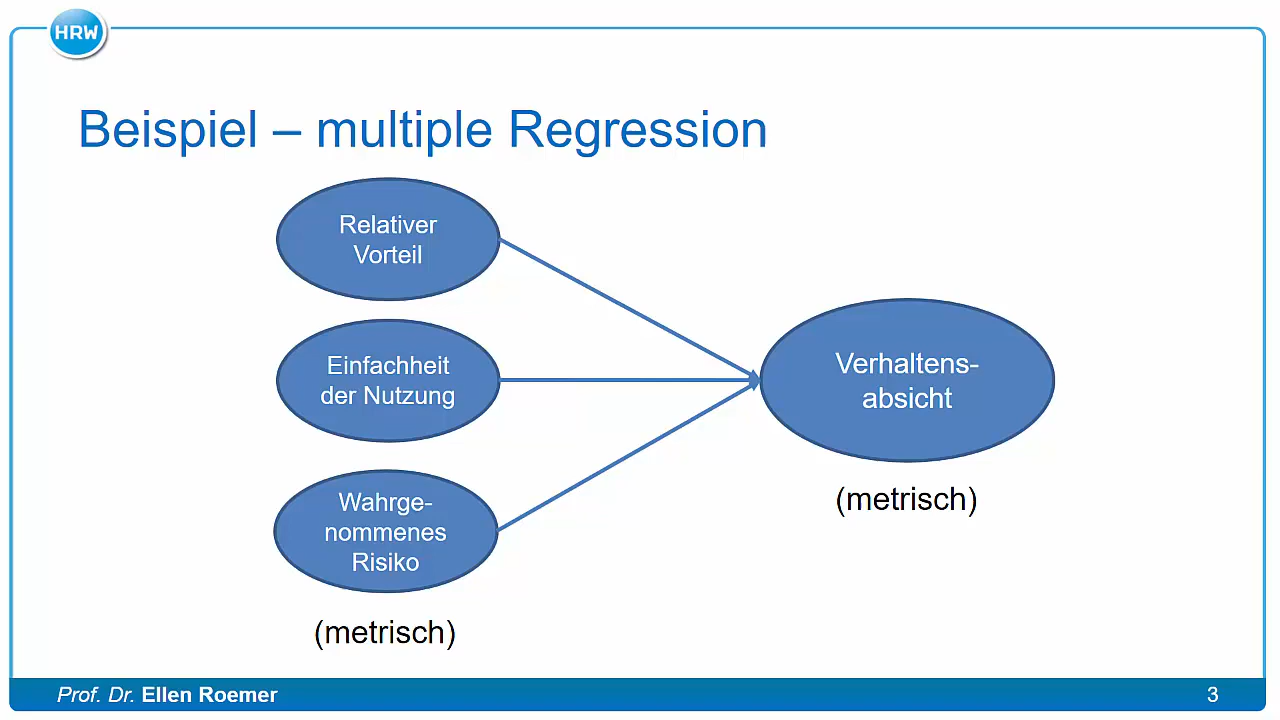 HRW
Beispiel – multiple Regression
Relativer
Vorteil
Einfachheit
der Nutzung
Wahrge-
nommenes
Risiko
(metrisch)
Verhaltens-
absicht
(metrisch)
Prof. Dr. Ellen Roemer
3